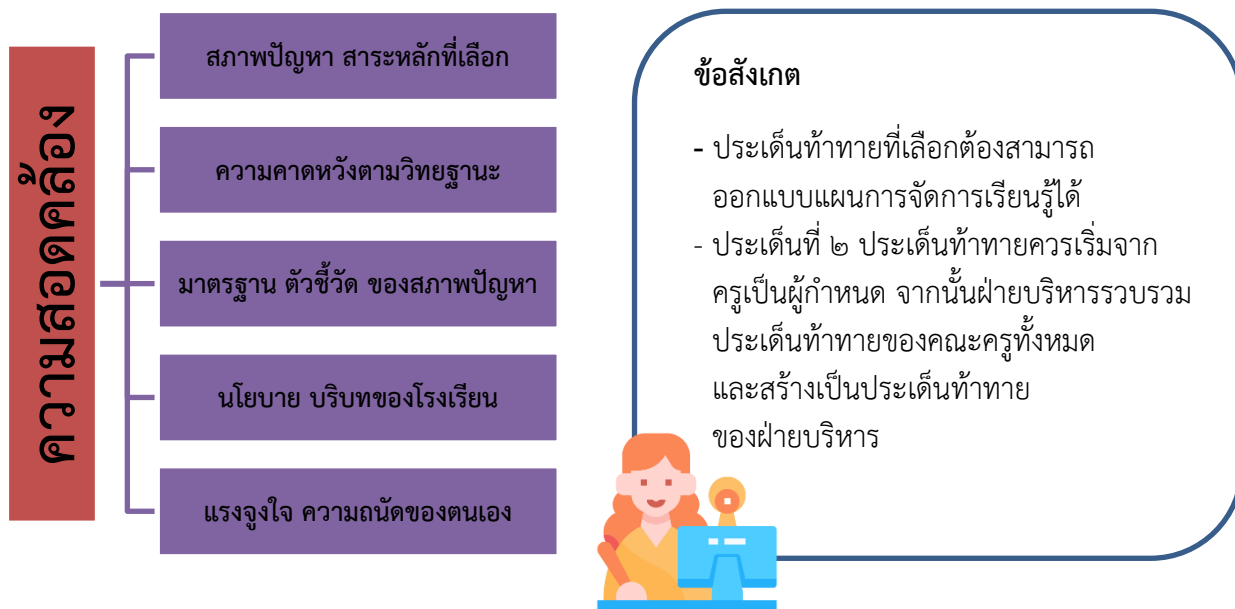 ความสอดคล้อง
สภาพปัญหา สาระหลักที่เลือก
ความคาดหวังตามวิทยฐานะ
มาตรฐาน ตัวชี้วัด ของสภาพปัญหา
นโยบาย บริบทของโรงเรียน
แรงจูงใจ ความถนัดของตนเอง
ข้อสังเกต
- ประเด็นท้าทายที่เลือกต้องสามารถ
ออกแบบแผนการจัดการเรียนรู้ได้
- ประเด็นที่ ๒ ประเด็นท้าทายควรเริ่มจาก
ครูเป็นผู้กำหนด จากนั้นฝ่ายบริหารรวบรวม
ประเด็นท้าทายของคณะครูทั้งหมด
และสร้างเป็นประเด็นท้าทาย
ของฝ่ายบริหาร